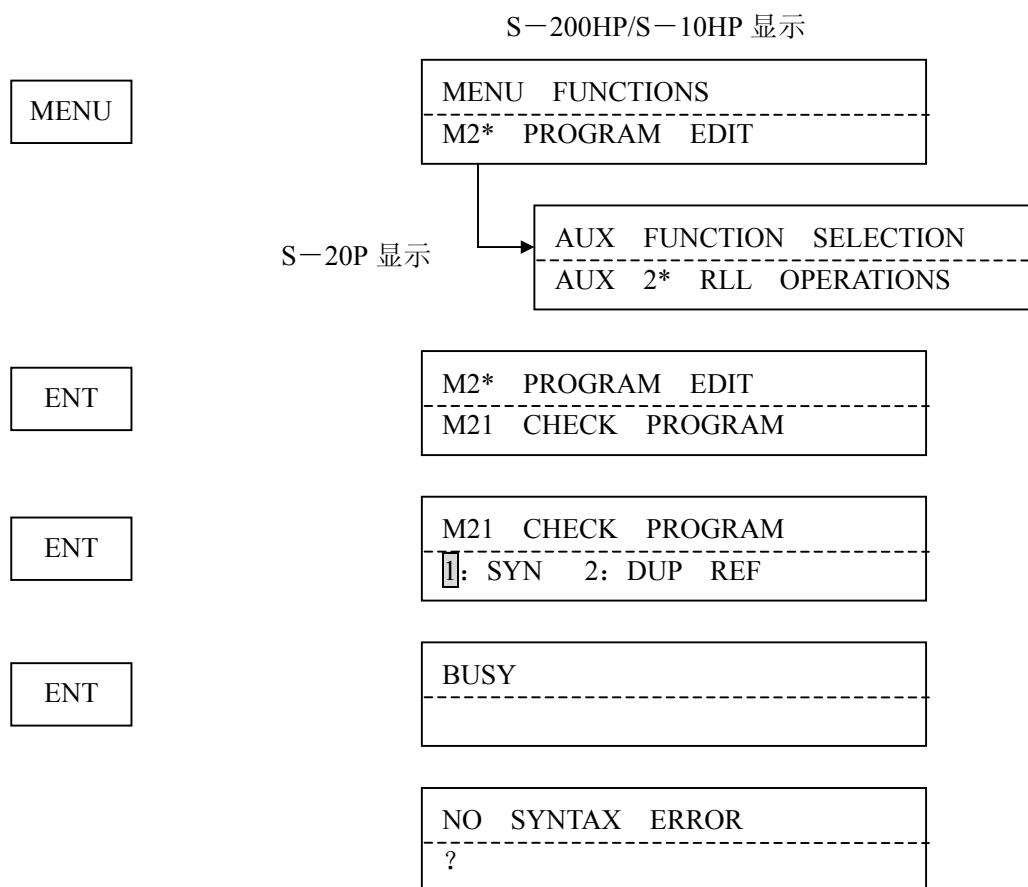 S－200HP/S－10HP 显示
MENU
MENU FUNCTIONS
M2* PROGRAM EDIT
S－20P 显示
AUX FUNCTION SELECTION
AUX 2* RLL OPERATIONS
ENT
M2* PROGRAM EDIT
M21 CHECK PROGRAM
ENT
M21 CHECK PROGRAM
1：SYN 2：DUP REF
ENT
BUSY
NO SYNTAX ERROR
？